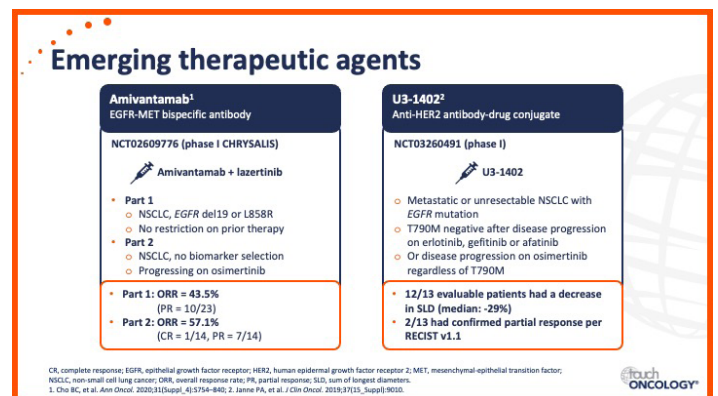 Emerging therapeutic agents
Amivantamab¹
EGFR-MET bispecific antibody
NCT02609776 (phase I CHRYSALIS)
Amivantamab + lazertinib
• Part 1
o NSCLC, EGFR del19 or L858R
o No restriction on prior therapy
• Part 2
o NSCLC, no biomarker selection
o Progressing on osimertinib
• Part 1: ORR = 43.5%
(PR = 10/23)
• Part 2: ORR = 57.1%
(CR = 1/14, PR = 7/14)
U3-1402²
Anti-HER2 antibody-drug conjugate
NCT03260491 (phase I)
U3-1402
o Metastatic or unresectable NSCLC with
EGFR mutation
o T790M negative after disease progression
on erlotinib, gefitinib or afatinib
o Or disease progression on osimertinib
regardless of T790M
• 12/13 evaluable patients had a decrease
in SLD (median: -29%)
• 2/13 had confirmed partial response per
RECIST v1.1
CR, complete response; EGFR, epithelial growth factor receptor; HER2, human epidermal growth factor receptor 2; MET, mesenchymal-epithelial transition factor;
NSCLC, non-small cell lung cancer; ORR, overall response rate; PR, partial response; SLD, sum of longest diameters.
1. Cho BC, et al. Ann Oncol. 2020;31(Suppl_4):S754–840; 2. Janne PA, et al. J Clin Oncol. 2019;37(15_Suppl):9010.
touch
ONCOLOGY®